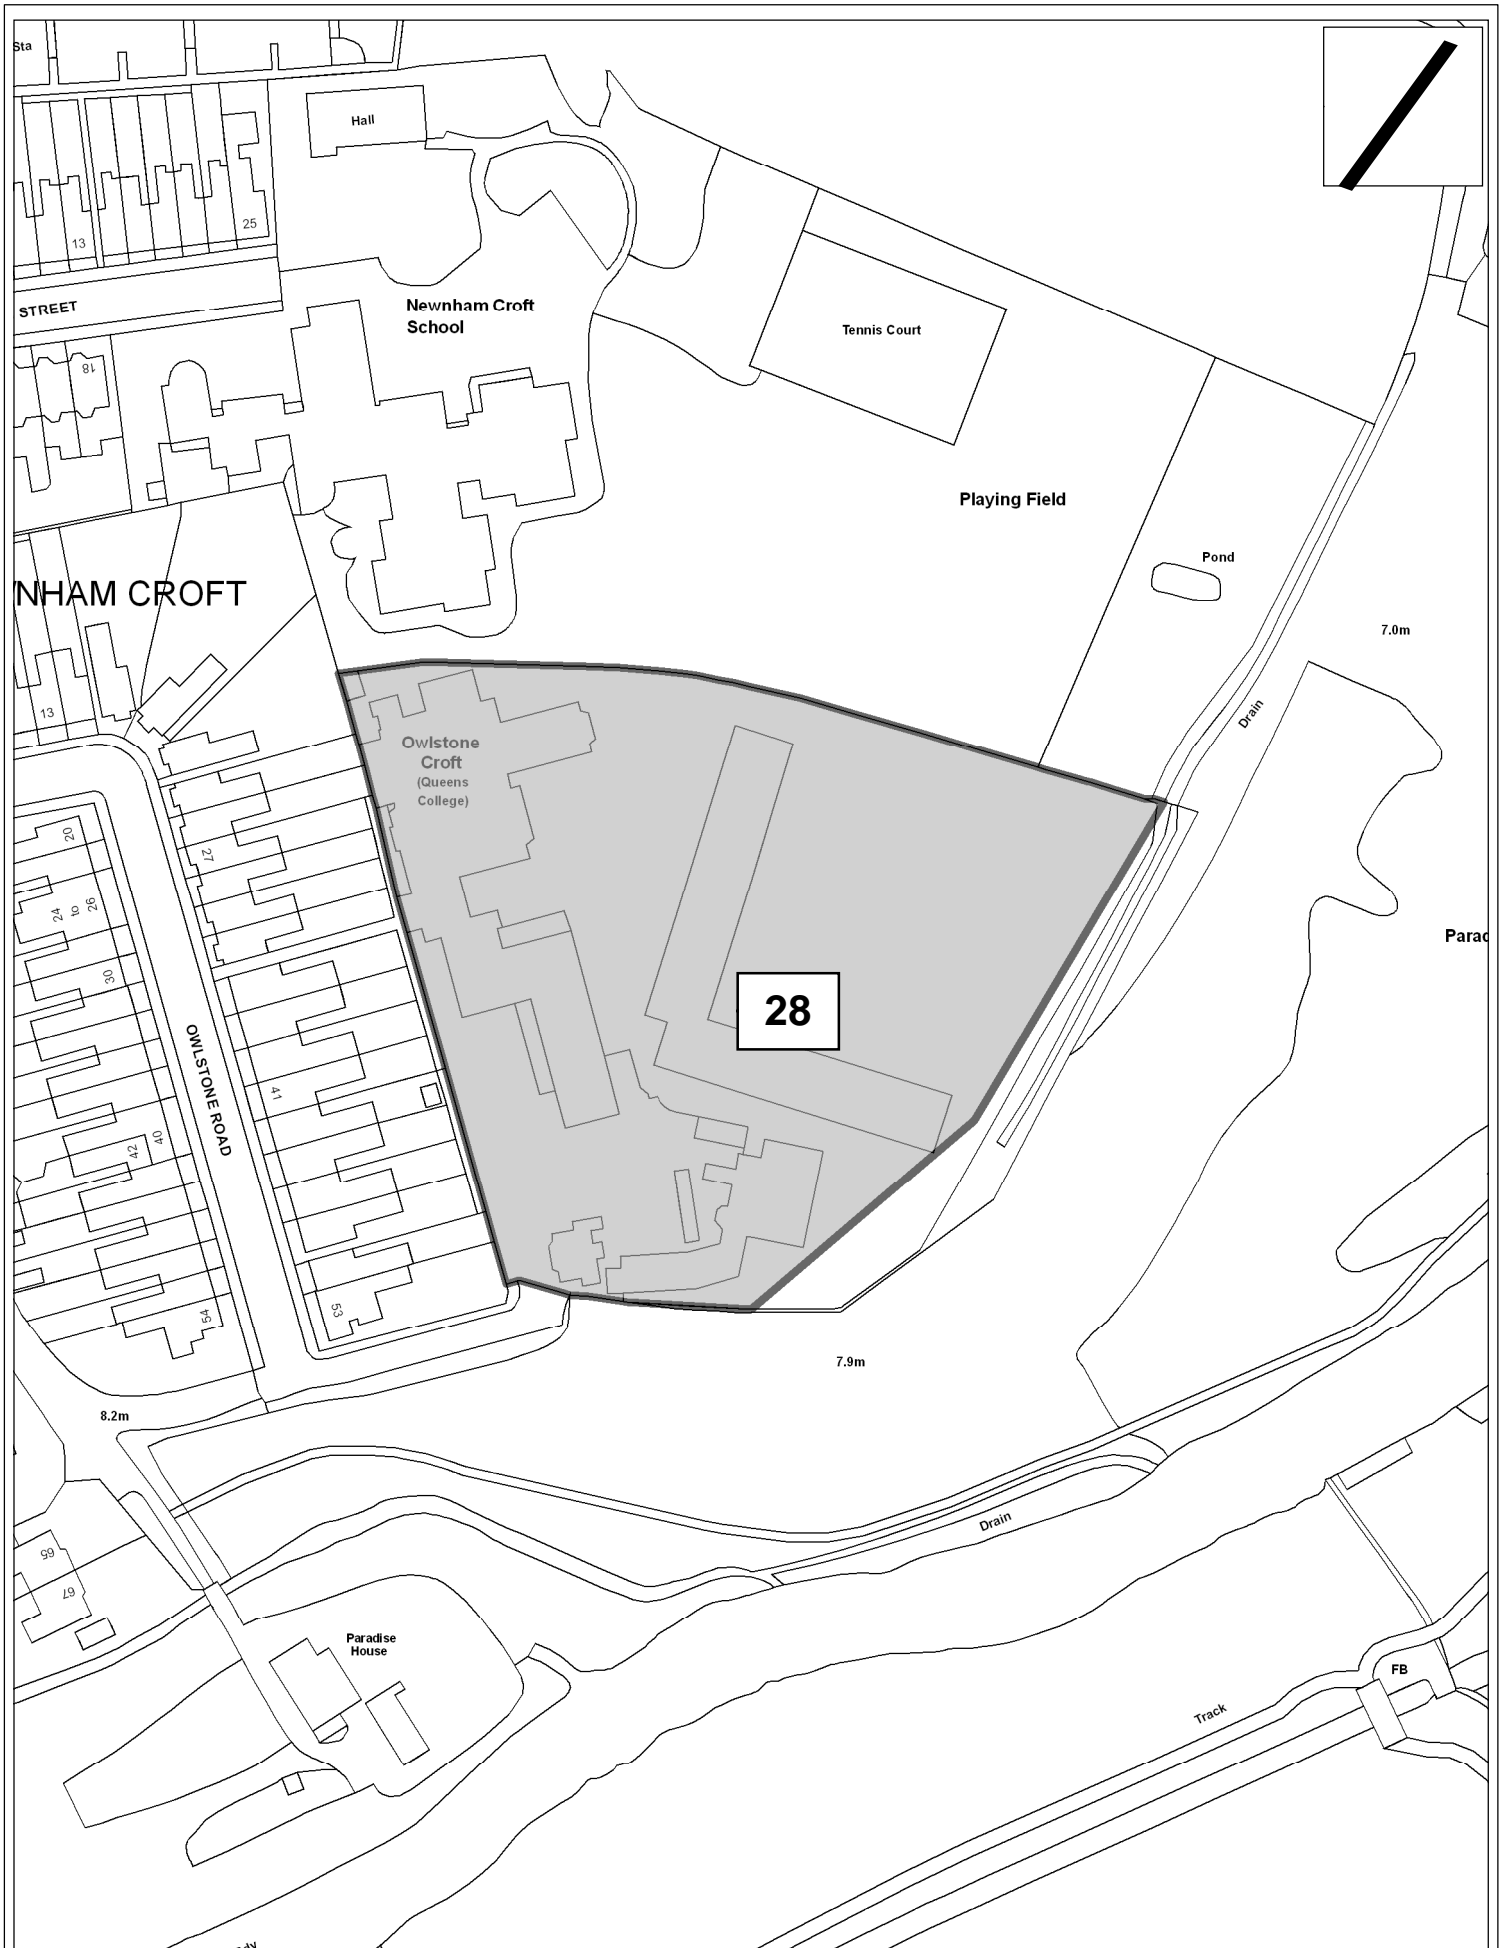 Sta
Hall
25
13
STREET
Newnham Croft
School
Tennis Court
18
Playing Field
Pond
NHAM CROFT
7.0m
13
Drain
Owlstone
Croft
(Queens
College)
20
27
24
to
26
Parad
30
28
OWLSTONE ROAD
41
40
42
53
54
7.9m
8.2m
Drain
65
67
Paradise
House
FB
Track